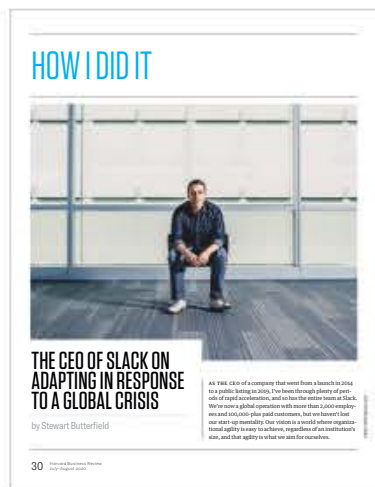 HOW I DID IT
THE CEO OF SLACK ON
ADAPTING IN RESPONSE
TO A GLOBAL CRISIS
by Stewart Butterfield
AS THE CEO of a company that went from a launch in 2014
to a public listing in 2019, I've been through plenty of peri-
ods of rapid acceleration, and so has the entire team at Slack.
We're now a global operation with more than 2,000 employ-
ees and 100,000-plus paid customers, but we haven't lost
our start-up mentality. Our vision is a world where organiza-
tional agility is easy to achieve, regardless of an institution's
size, and that agility is what we aim for ourselves.
30
Harvard Business Review
July–August 2020